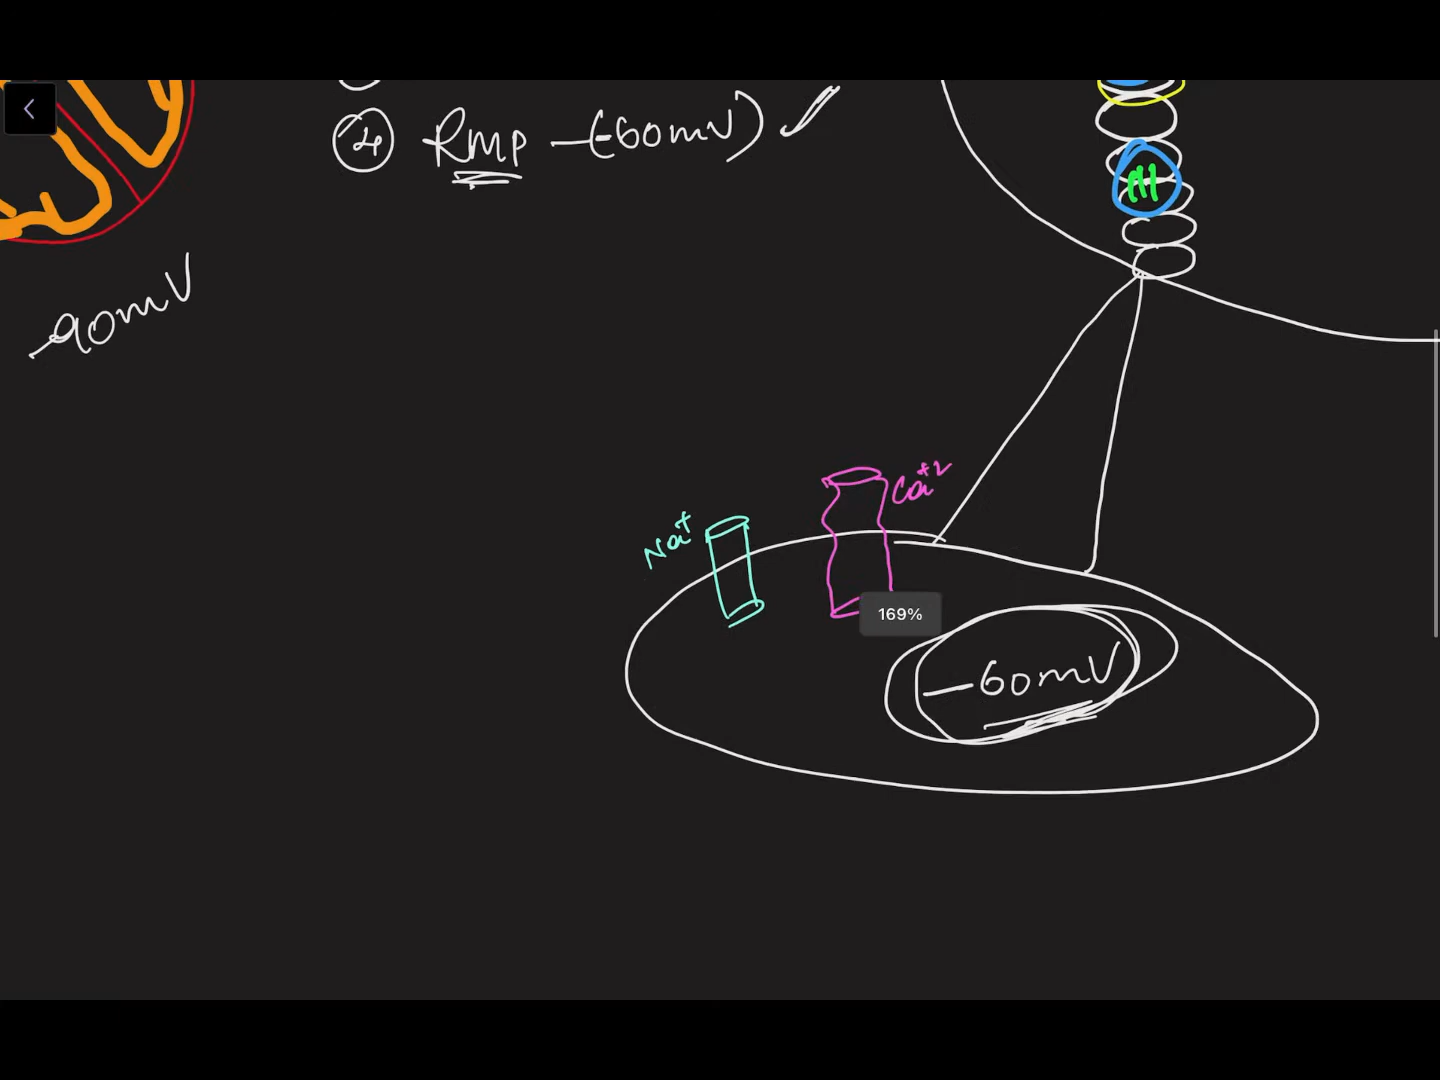 ④ RMP —(-60mV) ✓
-90mV
Ca+2
Na+
169%
-60mV